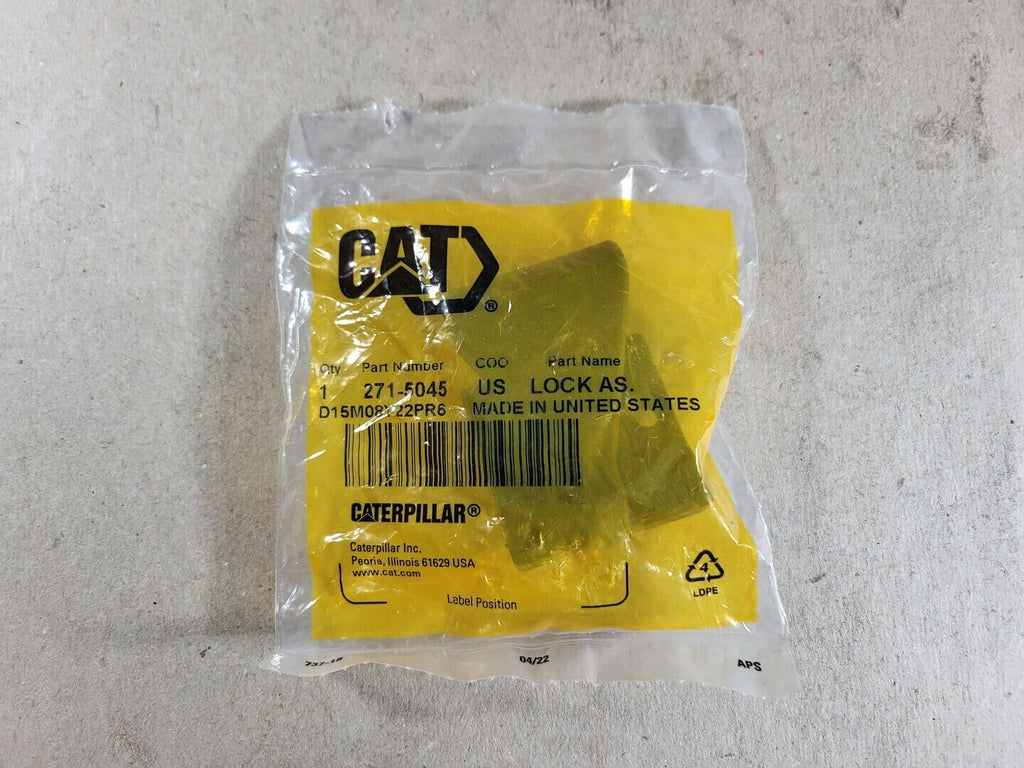 CAT®
Qty Part Number COO Part Name
1 271-5045 US LOCK AS.
D15M08Y22PR6 MADE IN UNITED STATES
CATERPILLAR®
Caterpillar Inc.
Peoria, Illinois 61629 USA
www.cat.com
4
LDPE
Label Position
04/22 APS